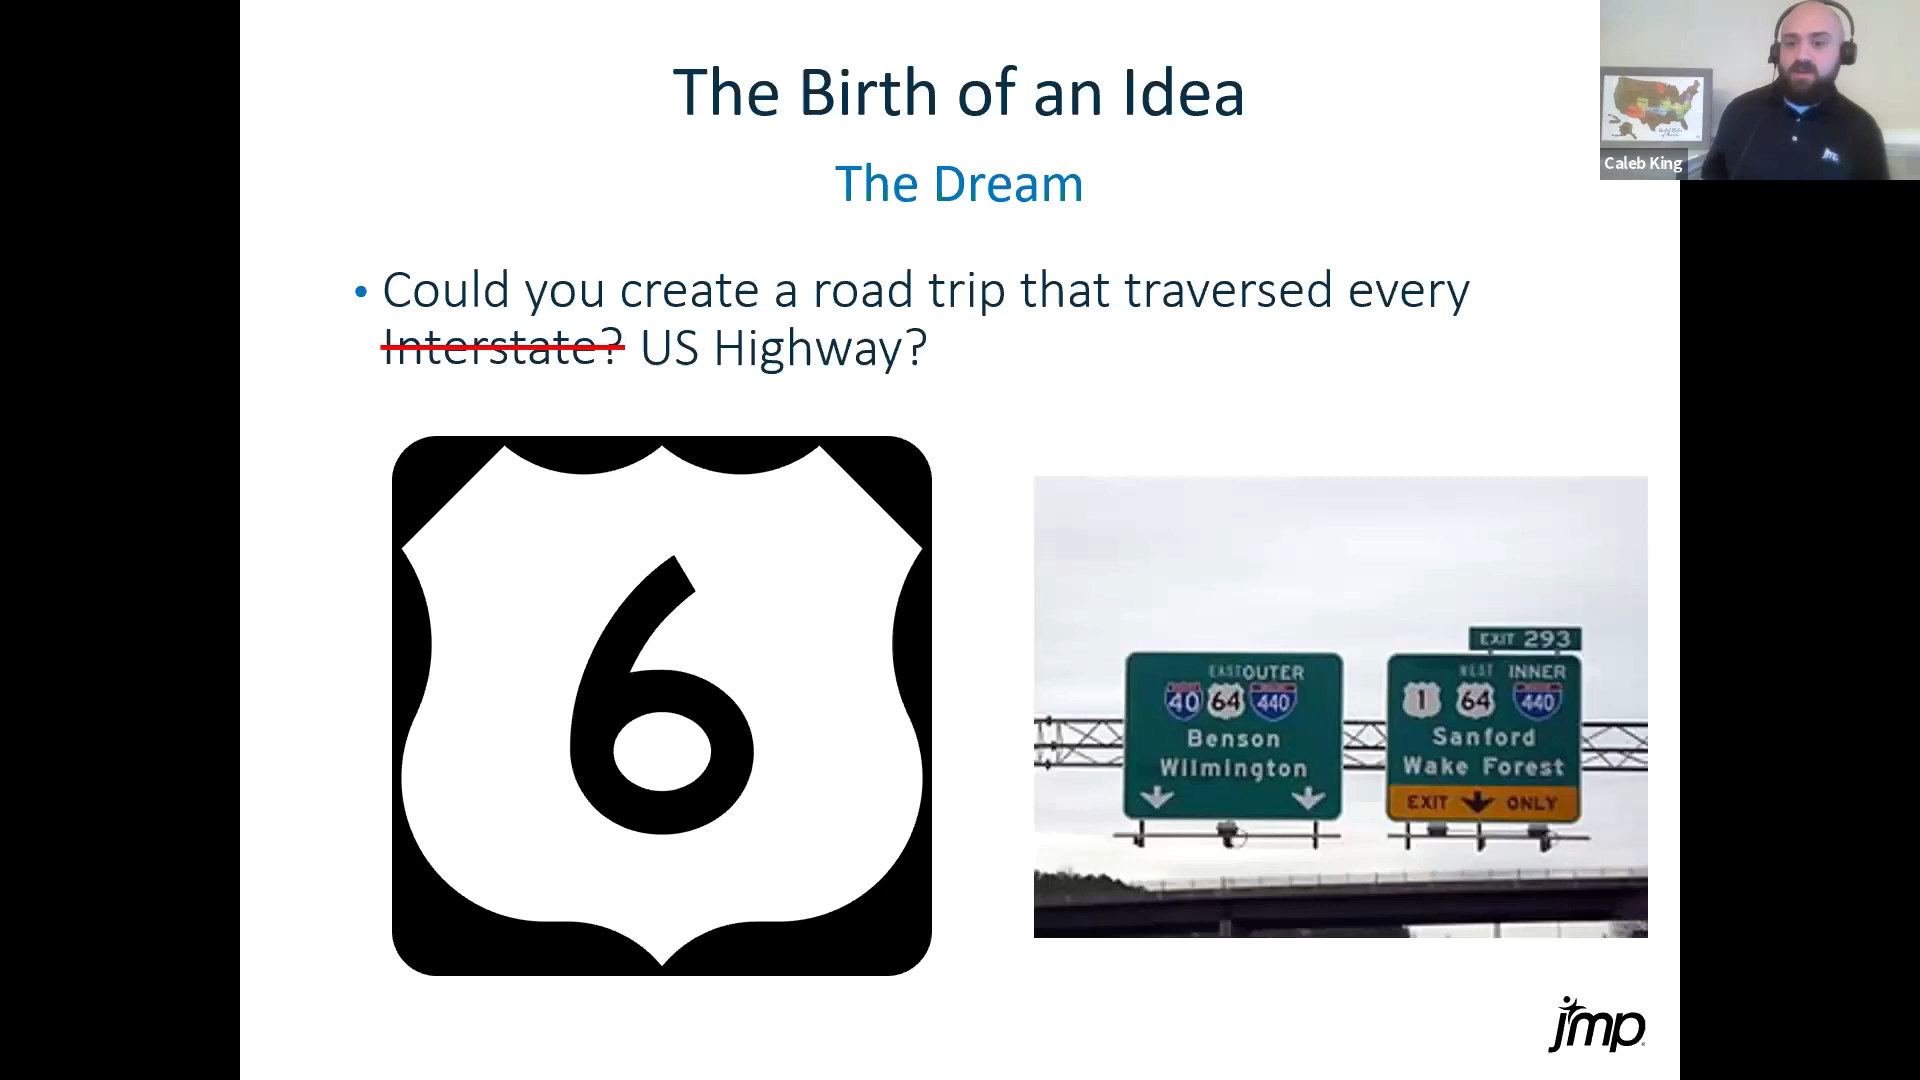 The Birth of an Idea
The Dream
• Could you create a road trip that traversed every
Interstate? US Highway?
6
EXIT 293
EAST OUTER
40 64 440
Benson
Wilmington
WEST INNER
1 64 440
Sanford
Wake Forest
EXIT ONLY
jmp
Caleb King
jmp